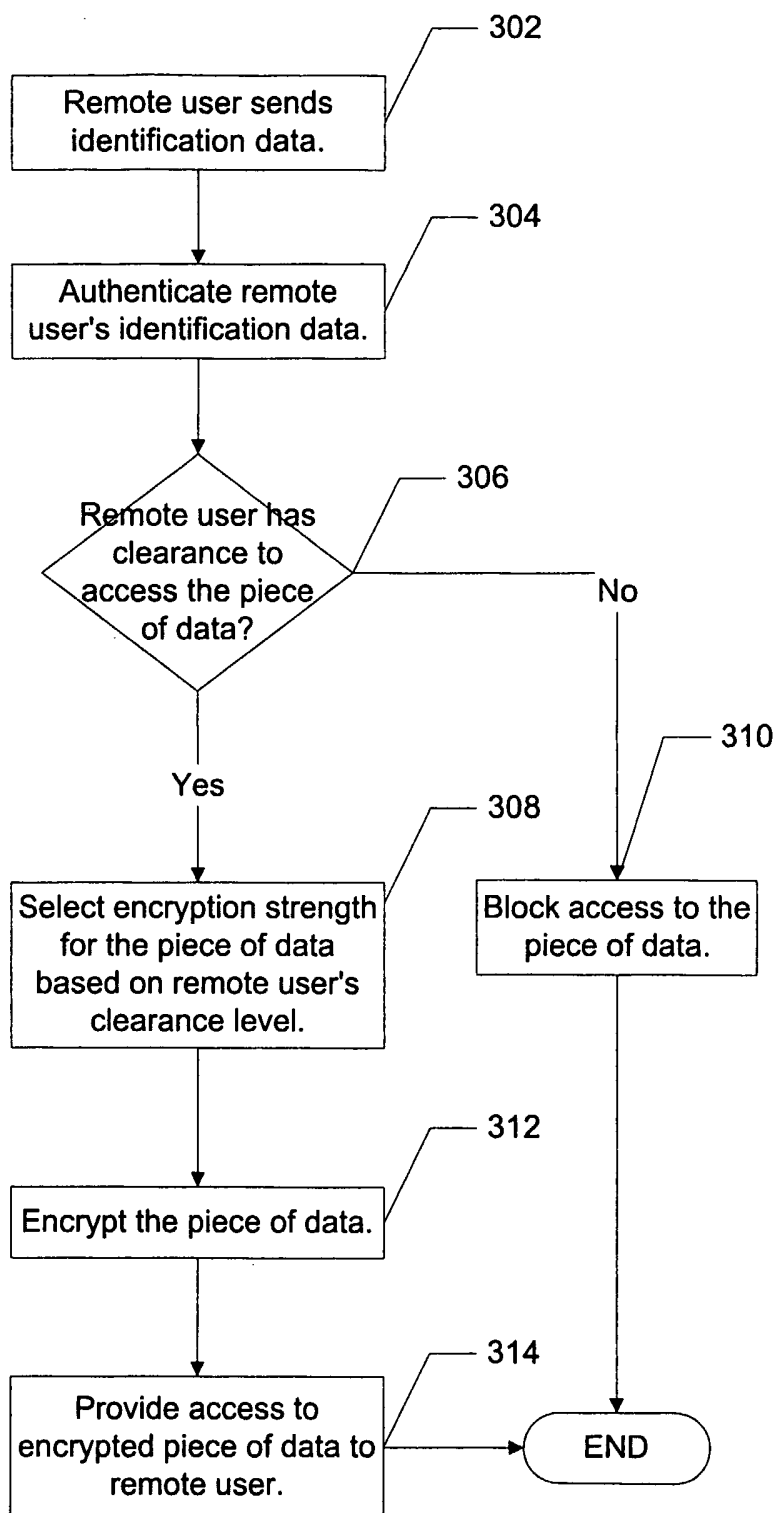 302
Remote user sends
identification data.
304
Authenticate remote
user's identification data.
306
Remote user has
clearance to
access the piece
of data?
No
310
Yes
308
Select encryption strength
for the piece of data
based on remote user's
clearance level.
Block access to the
piece of data.
312
Encrypt the piece of data.
314
Provide access to
encrypted piece of data to
remote user.
END